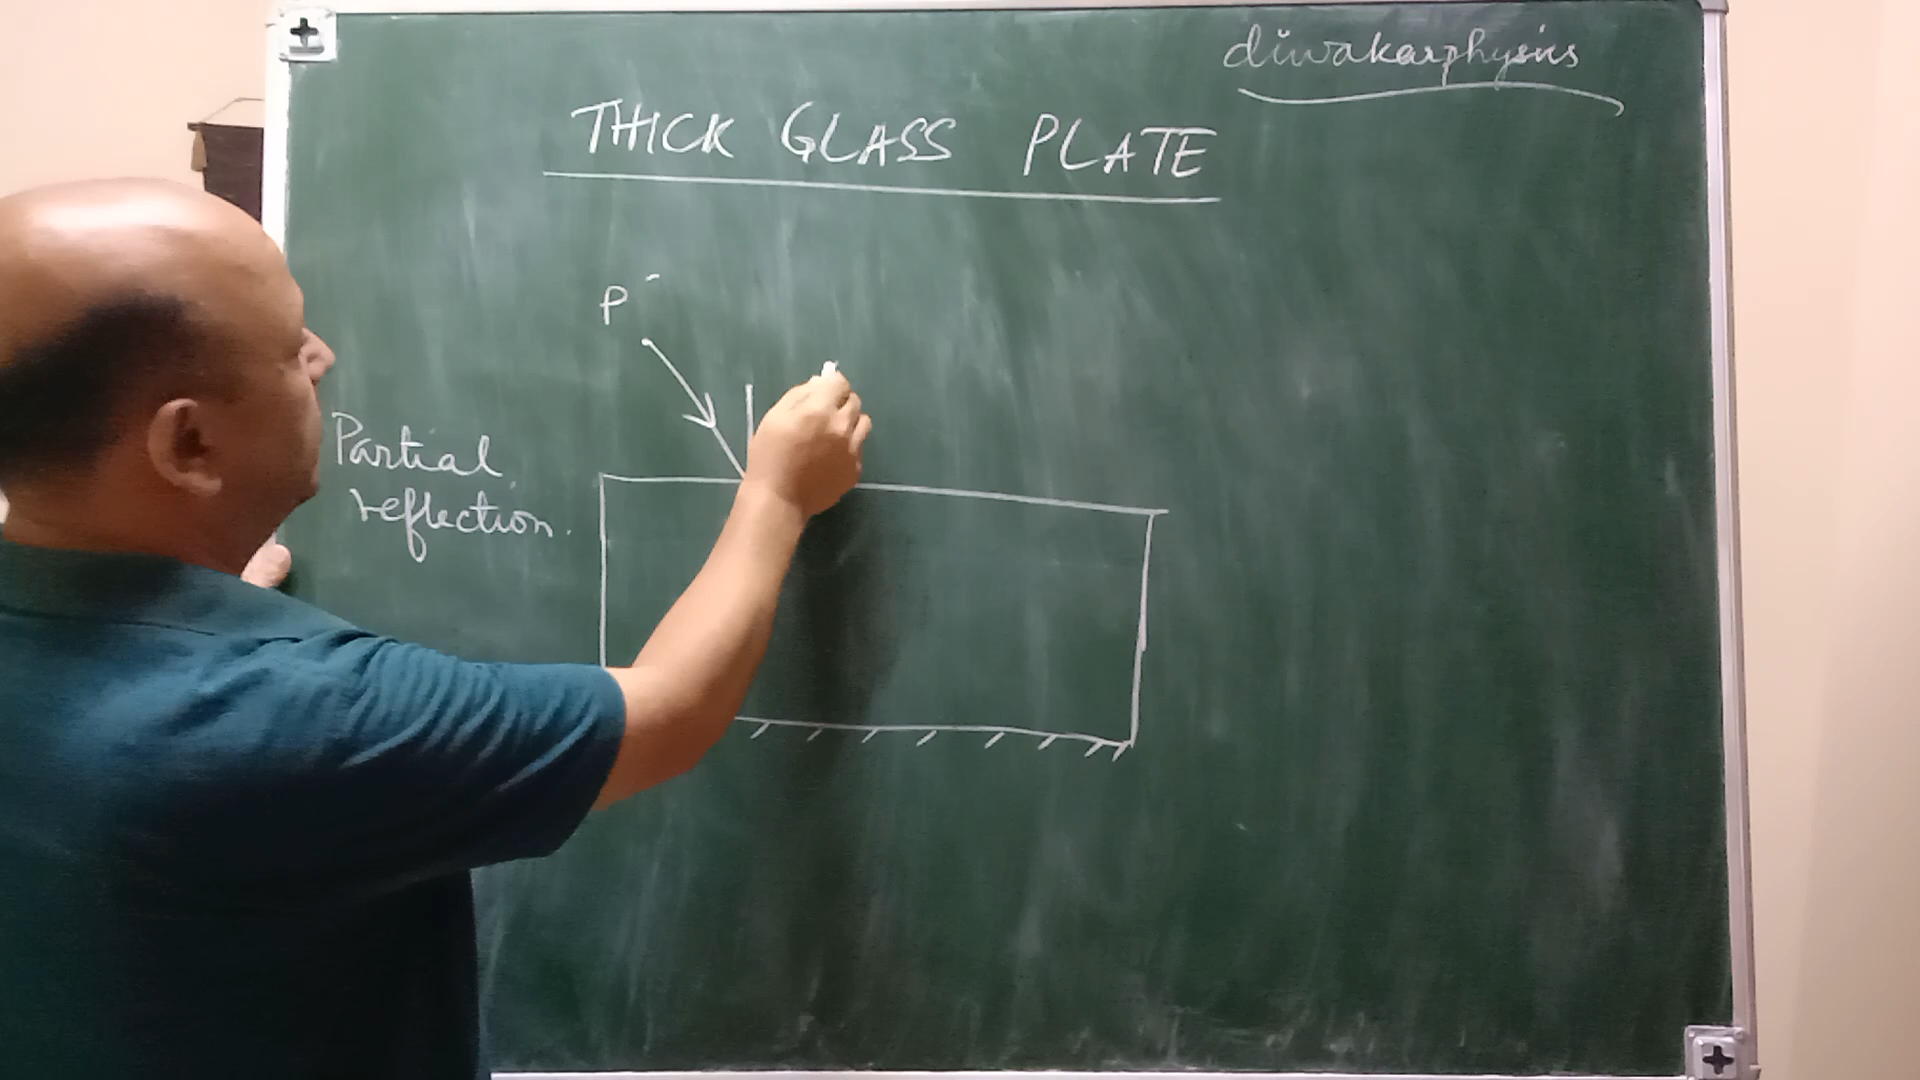 diwakarphysics
THICK GLASS PLATE
P
Partial
reflection.